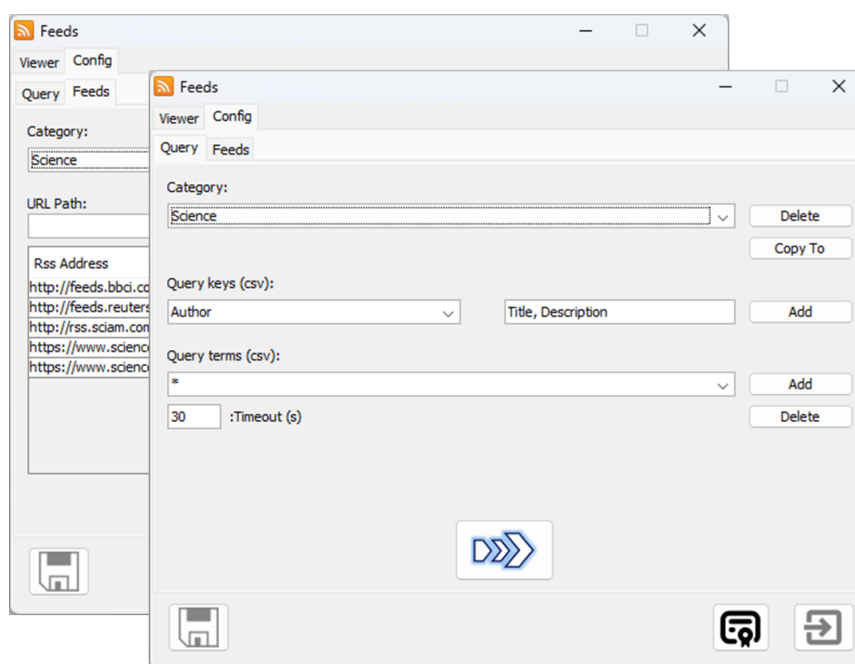 Feeds
Viewer Config
Query Feeds
Category:
Science
URL Path:
Rss Address
http://feeds.bbci.co
http://feeds.reuters
http://rss.sciam.com
https://www.science
https://www.science
Feeds
Viewer Config
Query Feeds
Category:
Science Delete
Copy To
Query keys (csv):
Author Title, Description Add
Query terms (csv):
* Add
30 :Timeout (s) Delete